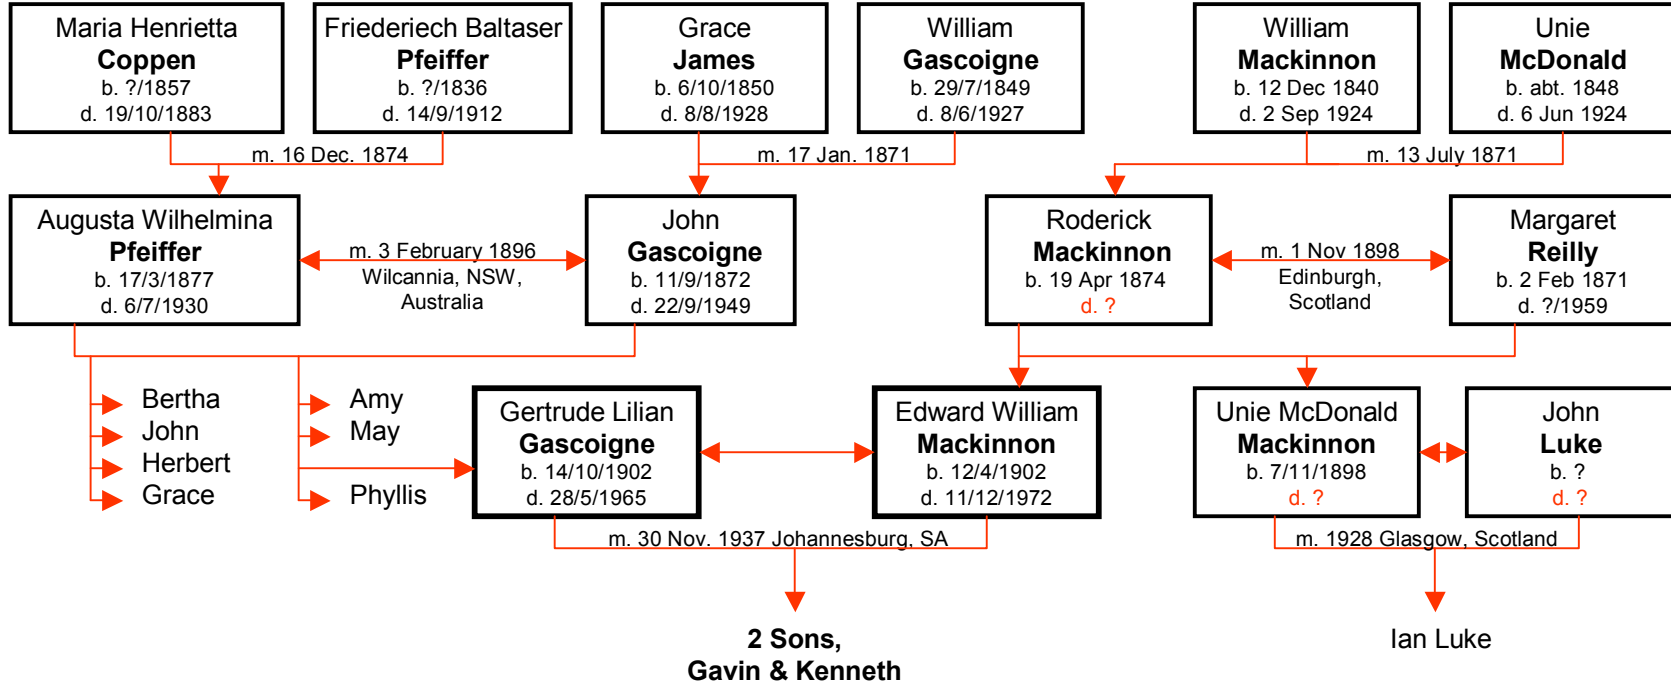 Maria Henrietta
Coppen
b. ?/1857
d. 19/10/1883
Friederiech Baltaser
Pfeiffer
b. ?/1836
d. 14/9/1912
Grace
James
b. 6/10/1850
d. 8/8/1928
William
Gascoigne
b. 29/7/1849
d. 8/6/1927
William
Mackinnon
b. 12 Dec 1840
d. 2 Sep 1924
Unie
McDonald
b. abt. 1848
d. 6 Jun 1924
m. 16 Dec. 1874
m. 17 Jan. 1871
m. 13 July 1871
Augusta Wilhelmina
Pfeiffer
b. 17/3/1877
d. 6/7/1930
m. 3 February 1896
Wilcannia, NSW,
Australia
John
Gascoigne
b. 11/9/1872
d. 22/9/1949
Roderick
Mackinnon
b. 19 Apr 1874
d. ?
m. 1 Nov 1898
Edinburgh,
Scotland
Margaret
Reilly
b. 2 Feb 1871
d. ?/1959
Bertha
John
Herbert
Grace
Amy
May
Phyllis
Gertrude Lilian
Gascoigne
b. 14/10/1902
d. 28/5/1965
Edward William
Mackinnon
b. 12/4/1902
d. 11/12/1972
Unie McDonald
Mackinnon
b. 7/11/1898
d. ?
John
Luke
b. ?
d. ?
m. 30 Nov. 1937 Johannesburg, SA
m. 1928 Glasgow, Scotland
2 Sons,
Gavin & Kenneth
Ian Luke